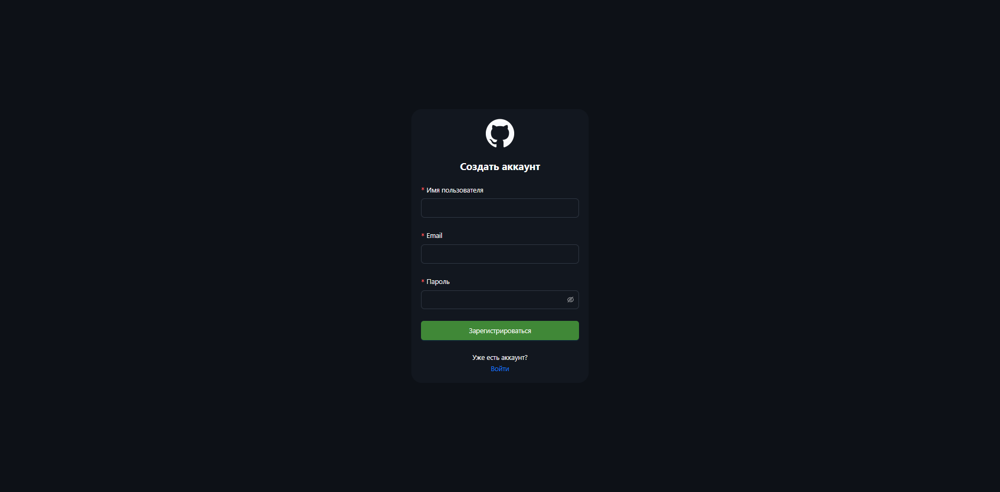 Создать аккаунт
* Имя пользователя
* Email
* Пароль
Зарегистрироваться
Уже есть аккаунт?
Войти